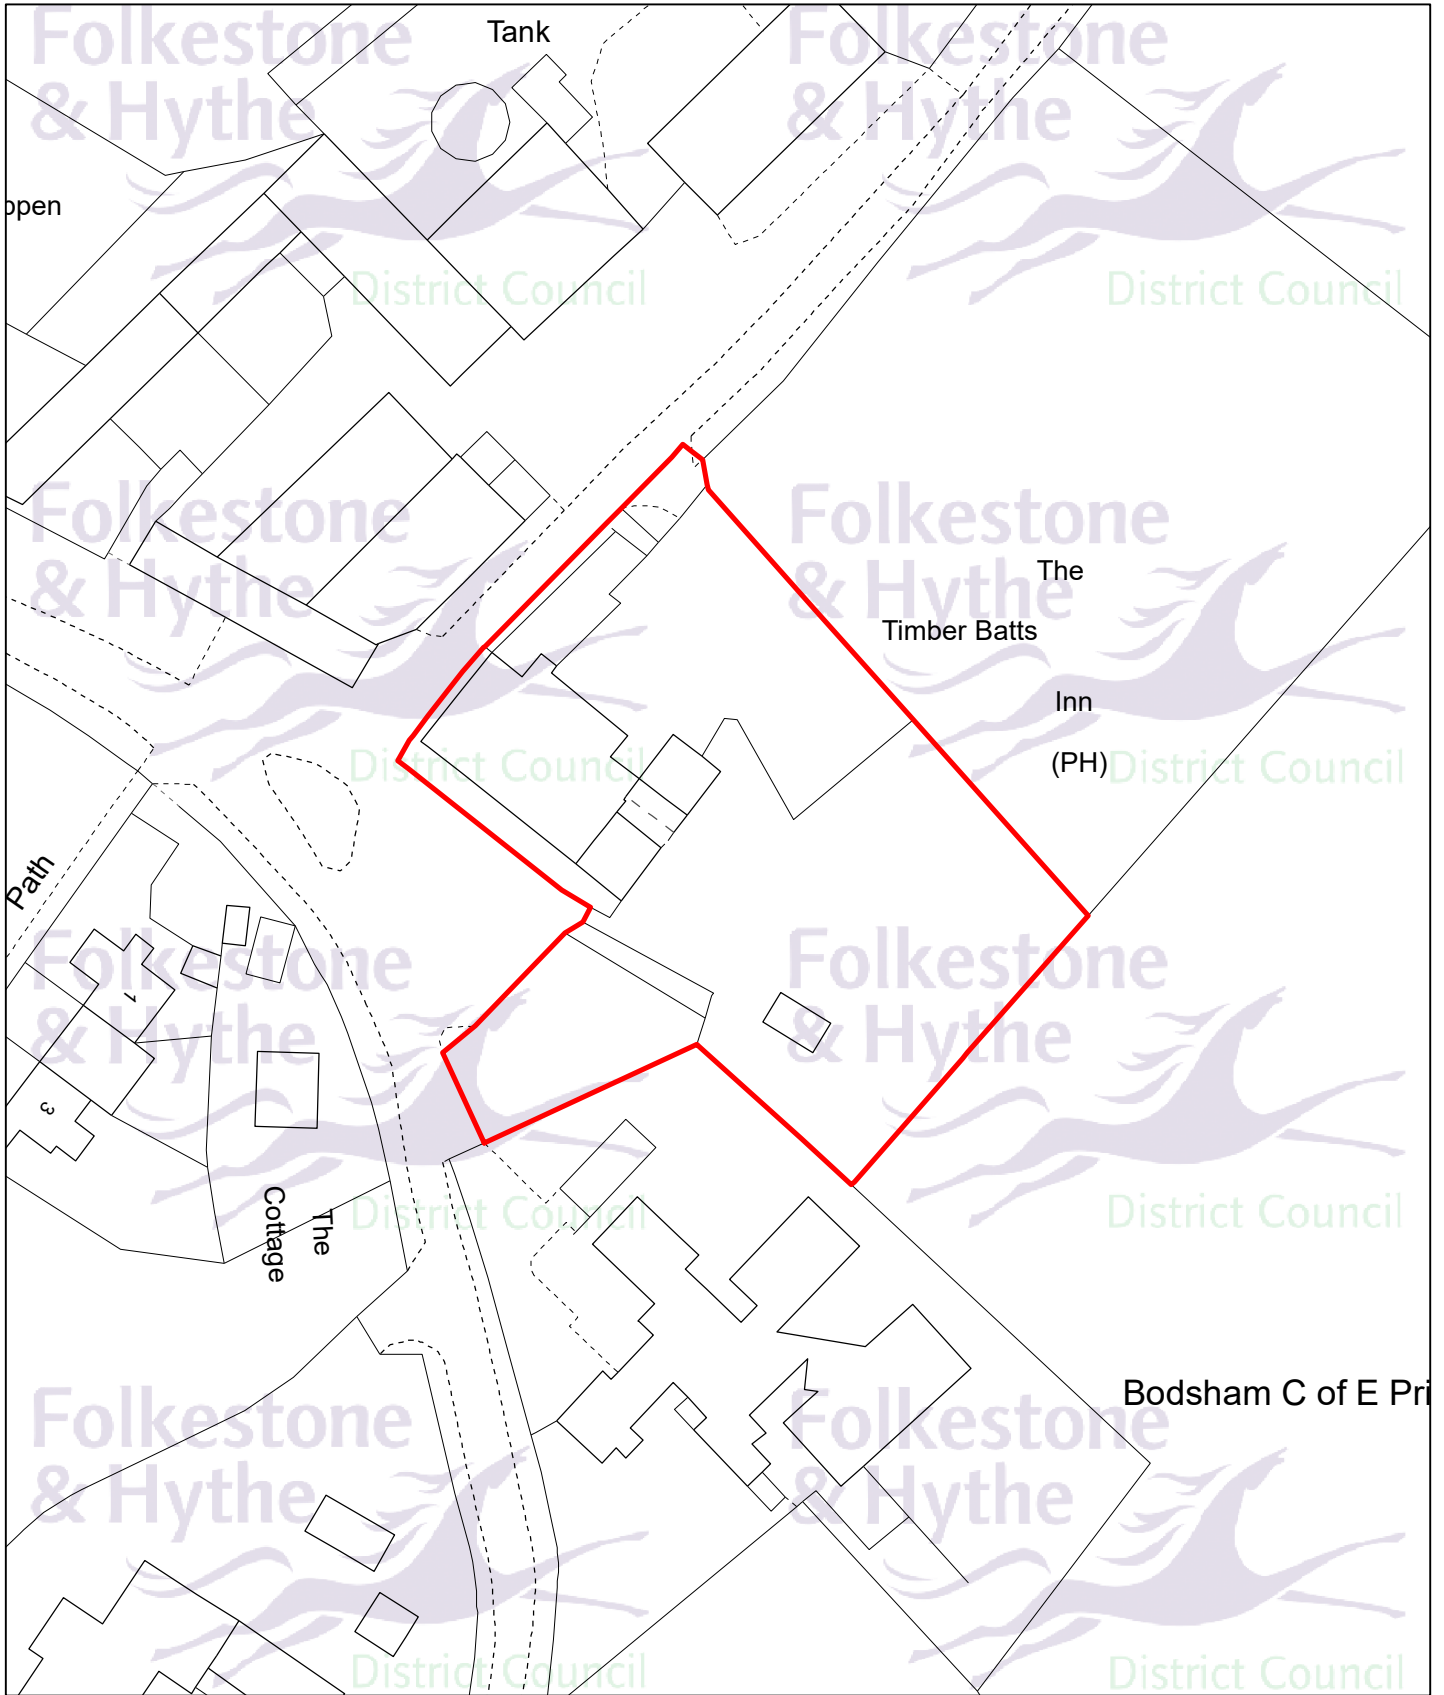 Folkestone
& Hythe
District Council
Folkestone
& Hythe
District Council
Tank
ppen
Folkestone
& Hythe
District Council
Folkestone
& Hythe
District Council
The
Timber Batts
Inn
(PH)
Path
Folkestone
& Hythe
District Council
Folkestone
& Hythe
District Council
1
3
The
Cottage
Bodsham C of E Pri
Folkestone
& Hythe
District Council
Folkestone
& Hythe
District Council